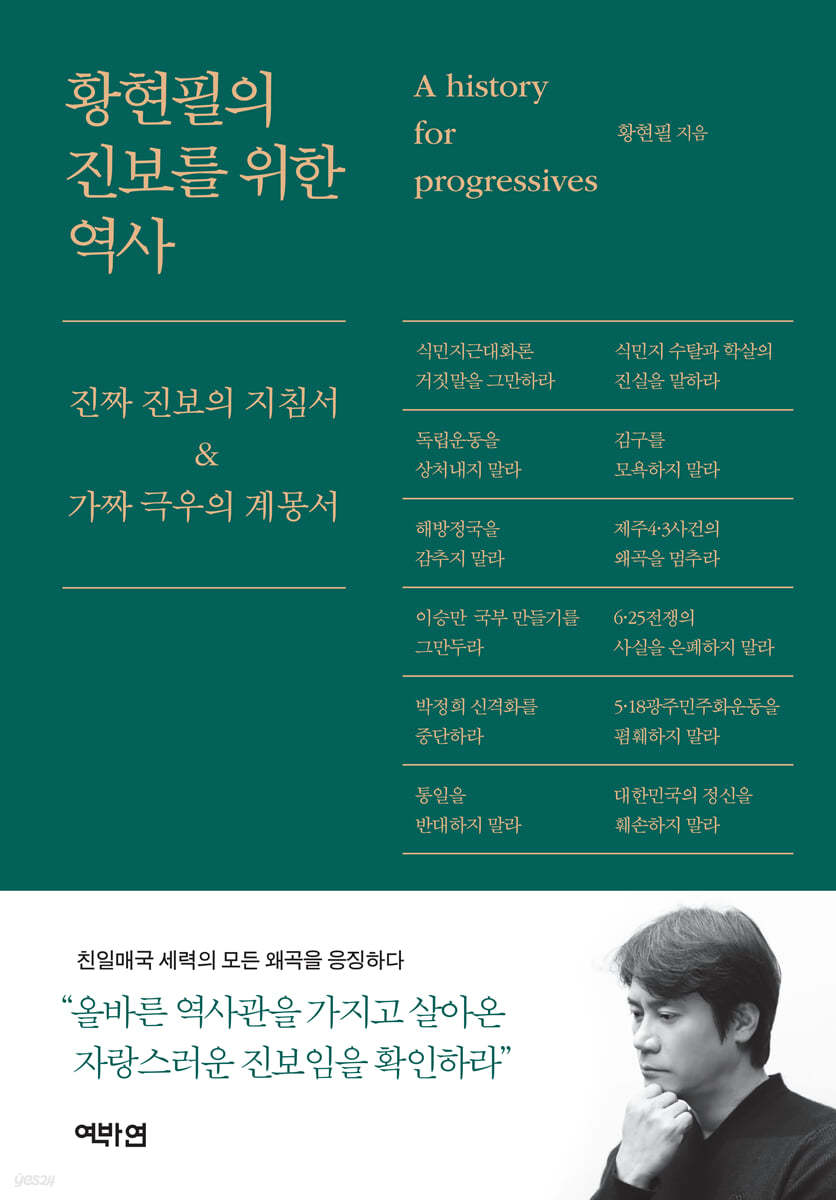 황현필의
진보를 위한
역사
A history
for
progressives
황현필 지음
진짜 진보의 지침서
&
가짜 극우의 계몽서
식민지근대화론
거짓말을 그만하라
식민지 수탈과 학살의
진실을 말하라
독립운동을
상처내지 말라
김구를
모욕하지 말라
해방정국을
감추지 말라
제주4·3사건의
왜곡을 멈추라
이승만 국부 만들기를
그만두라
6·25전쟁의
사실을 은폐하지 말라
박정희 신격화를
중단하라
5·18광주민주화운동을
폄훼하지 말라
통일을
반대하지 말라
대한민국의 정신을
훼손하지 말라
친일매국 세력의 모든 왜곡을 응징하다
“올바른 역사관을 가지고 살아온
자랑스러운 진보임을 확인하라”
역바연
yes24